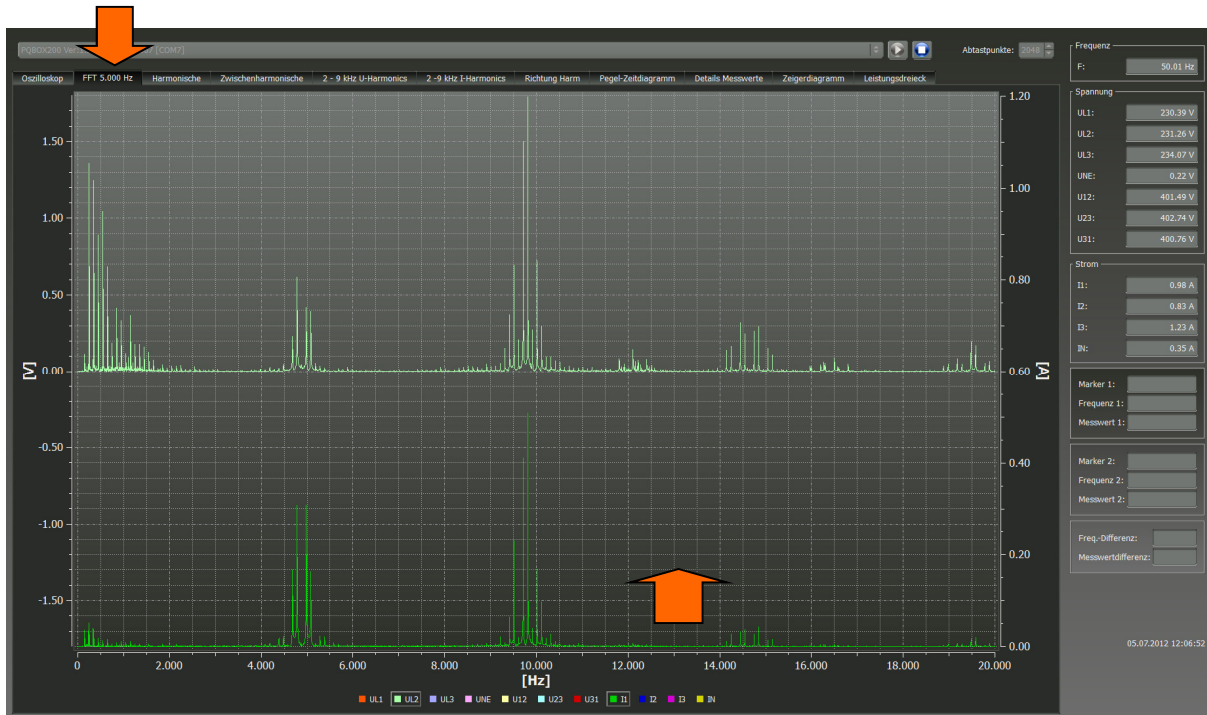 PQBOX200 [COM7]
Abtastpunkte: 2048
Oszilloskop FFT 5.000 Hz Harmonische Zwischenharmonische 2 - 9 kHz U-Harmonics 2 -9 kHz I-Harmonics Richtung Harm Pegel-Zeitdiagramm Details Messwerte Zeigerdiagramm Leistungsdreieck
1.50
1.00
0.50
0.00
-0.50
-1.00
-1.50
[V]
1.20
1.00
0.80
0.60
0.40
0.20
0.00
[A]
0 2.000 4.000 6.000 8.000 10.000 12.000 14.000 16.000 18.000 20.000
[Hz]
UL1 UL2 UL3 UNE U12 U23 U31 I1 I2 I3 IN
Frequenz
F: 50.01 Hz
Spannung
UL1: 230.39 V
UL2: 231.26 V
UL3: 234.07 V
UNE: 0.22 V
U12: 401.49 V
U23: 402.74 V
U31: 400.76 V
Strom
I1: 0.98 A
I2: 0.83 A
I3: 1.23 A
IN: 0.35 A
Marker 1:
Frequenz 1:
Messwert 1:
Marker 2:
Frequenz 2:
Messwert 2:
Freq.-Differenz:
Messwertdifferenz:
05.07.2012 12:06:52